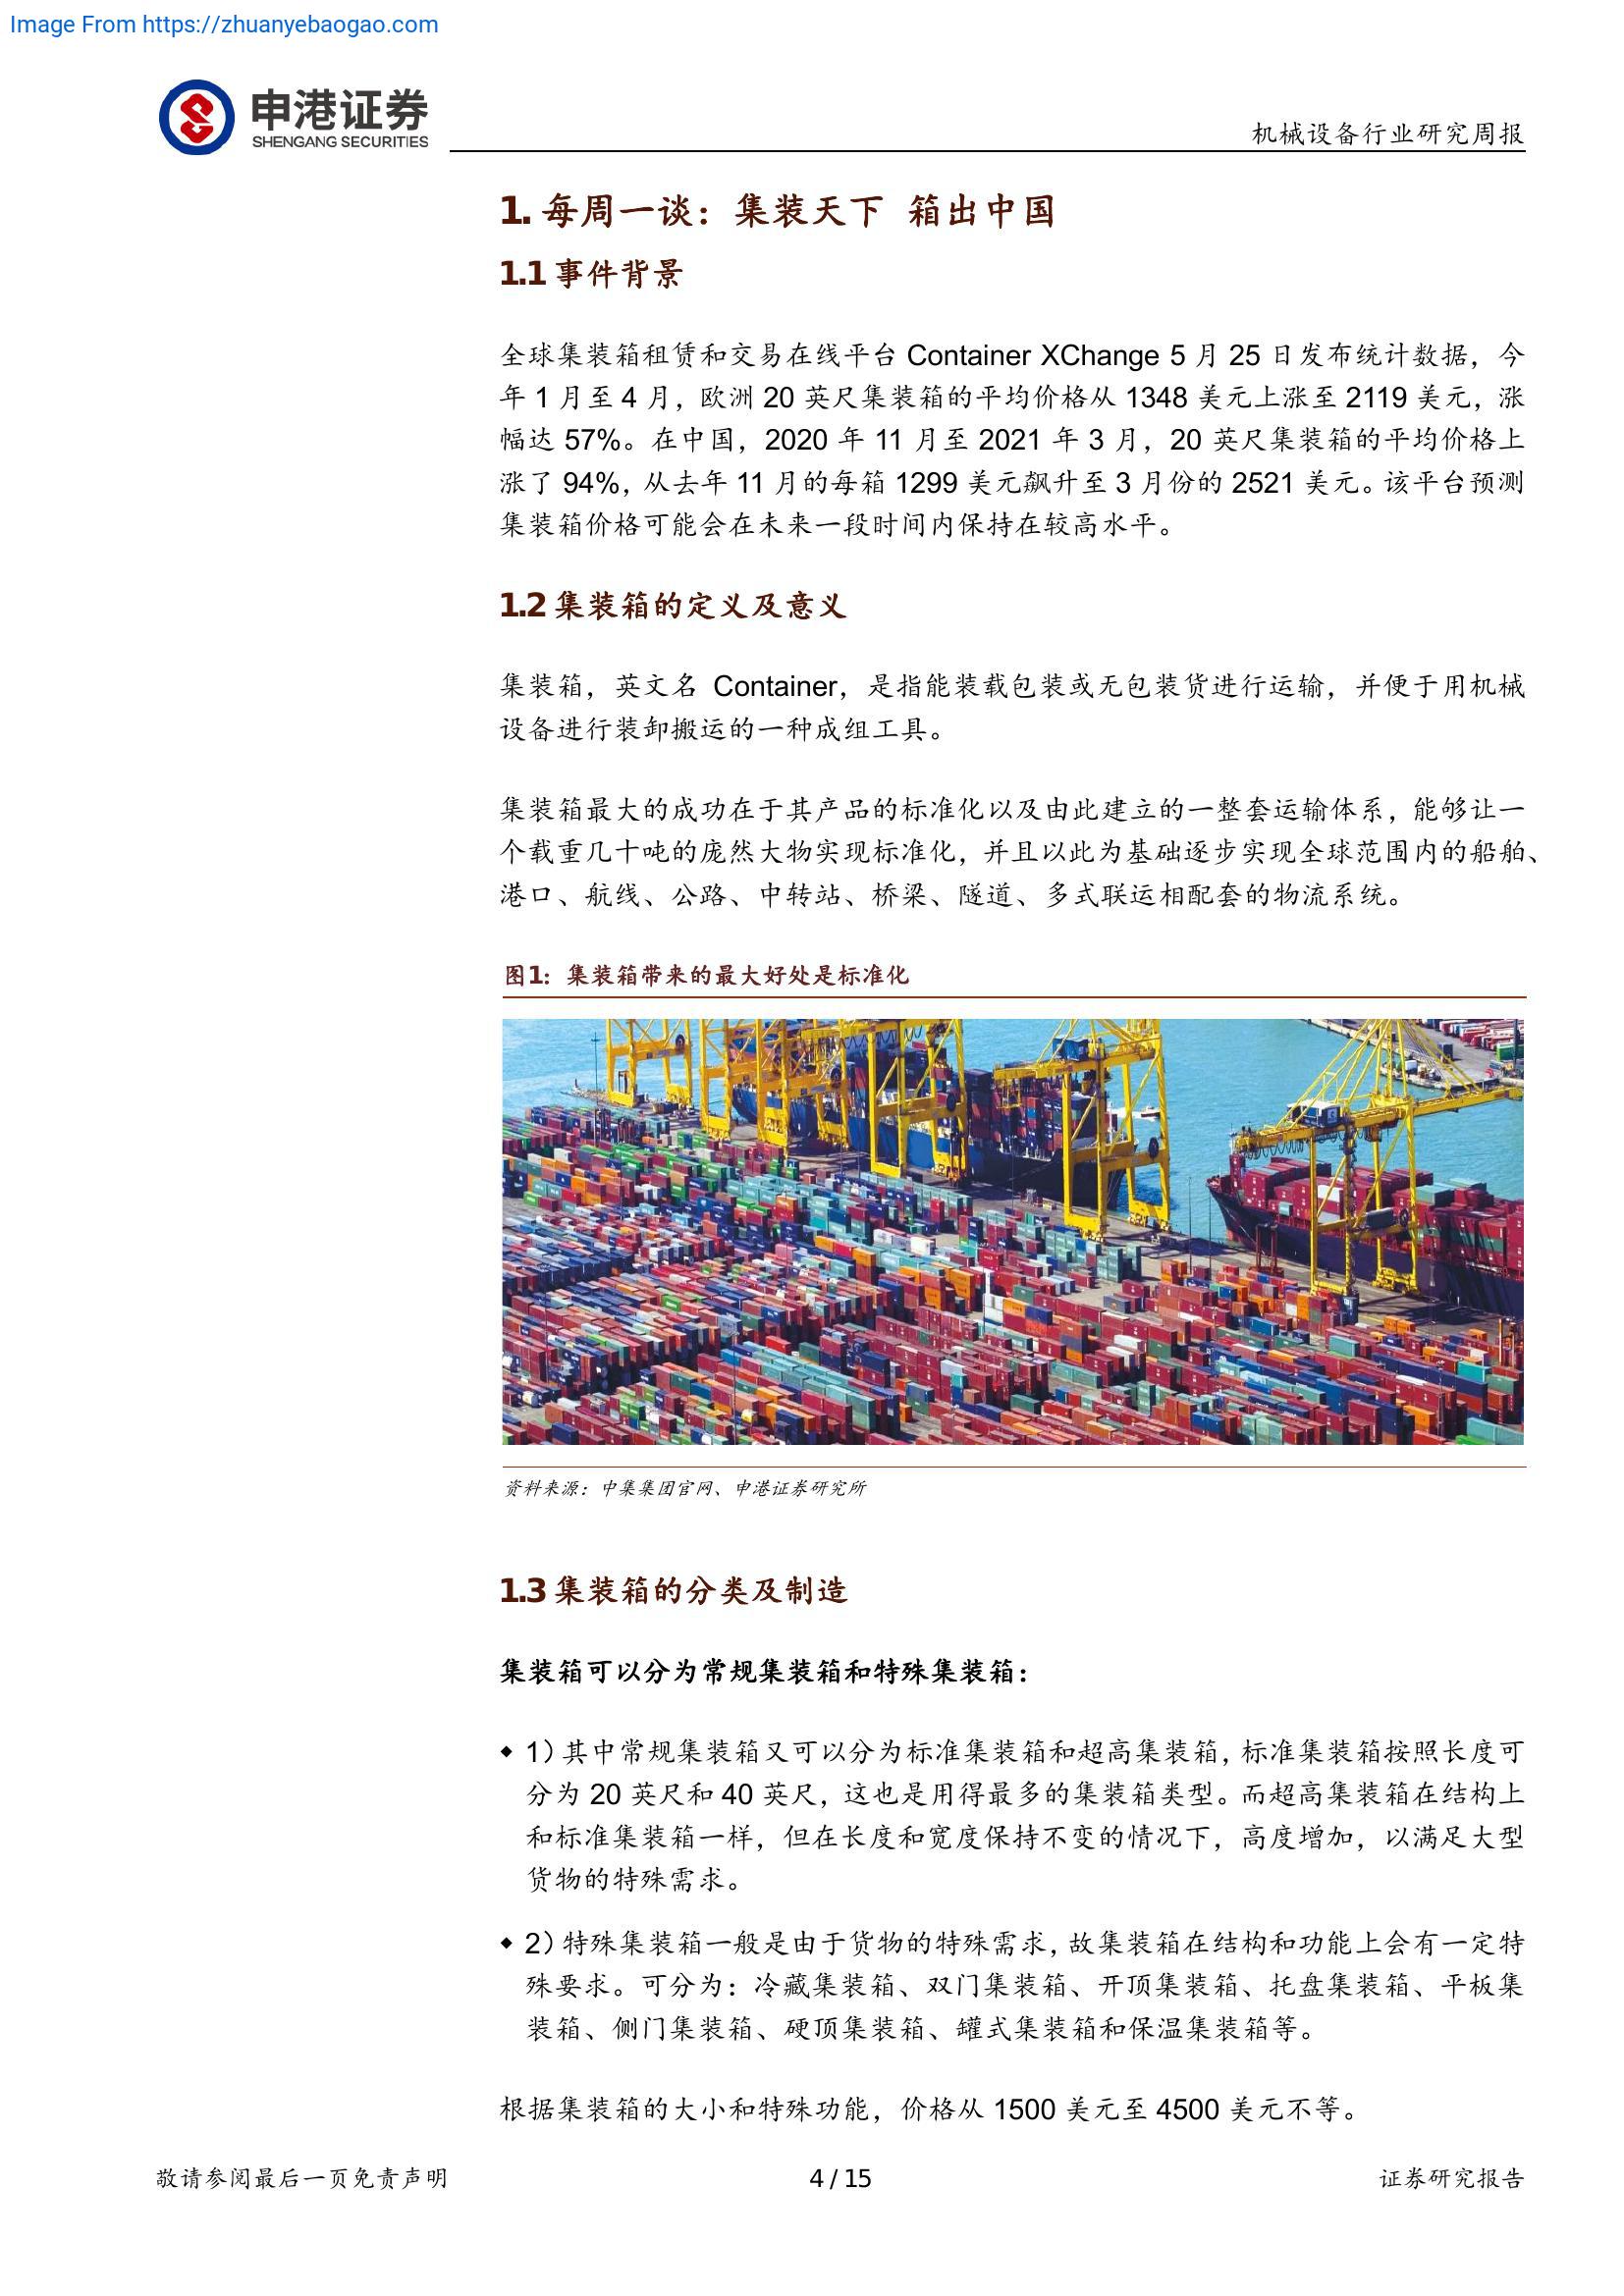 Image From https://zhuanyebaogao.com
申港证券
SHENGANG SECURITIES
机械设备行业研究周报
1. 每周一谈：集装天下 箱出中国
1.1 事件背景
全球集装箱租赁和交易在线平台 Container XChange 5 月 25 日发布统计数据，今
年 1 月至 4 月，欧洲 20 英尺集装箱的平均价格从 1348 美元上涨至 2119 美元，涨
幅达 57%。在中国，2020 年 11 月至 2021 年 3 月，20 英尺集装箱的平均价格上
涨了 94%，从去年 11 月的每箱 1299 美元飙升至 3 月份的 2521 美元。该平台预测
集装箱价格可能会在未来一段时间内保持在较高水平。
1.2 集装箱的定义及意义
集装箱，英文名 Container，是指能装载包装或无包装货进行运输，并便于用机械
设备进行装卸搬运的一种成组工具。
集装箱最大的成功在于其产品的标准化以及由此建立的一整套运输体系，能够让一
个载重几十吨的庞然大物实现标准化，并且以此为基础逐步实现全球范围内的船舶、
港口、航线、公路、中转站、桥梁、隧道、多式联运相配套的物流系统。
图1：集装箱带来的最大好处是标准化
资料来源：中集集团官网、申港证券研究所
1.3 集装箱的分类及制造
集装箱可以分为常规集装箱和特殊集装箱：
◆ 1）其中常规集装箱又可以分为标准集装箱和超高集装箱，标准集装箱按照长度可
分为 20 英尺和 40 英尺，这也是用得最多的集装箱类型。而超高集装箱在结构上
和标准集装箱一样，但在长度和宽度保持不变的情况下，高度增加，以满足大型
货物的特殊需求。
◆ 2）特殊集装箱一般是由于货物的特殊需求，故集装箱在结构和功能上会有一定特
殊要求。可分为：冷藏集装箱、双门集装箱、开顶集装箱、托盘集装箱、平板集
装箱、侧门集装箱、硬顶集装箱、罐式集装箱和保温集装箱等。
根据集装箱的大小和特殊功能，价格从 1500 美元至 4500 美元不等。
敬请参阅最后一页免责声明
4 / 15
证券研究报告